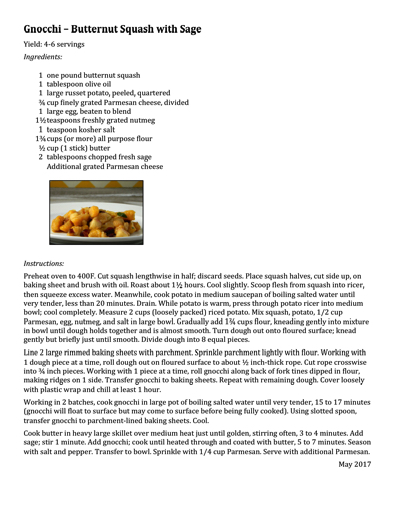 Gnocchi – Butternut Squash with Sage
Yield: 4-6 servings
Ingredients:
1 one pound butternut squash
1 tablespoon olive oil
1 large russet potato, peeled, quartered
¾ cup finely grated Parmesan cheese, divided
1 large egg, beaten to blend
1½ teaspoons freshly grated nutmeg
1 teaspoon kosher salt
1¾ cups (or more) all purpose flour
½ cup (1 stick) butter
2 tablespoons chopped fresh sage
Additional grated Parmesan cheese
Instructions:
Preheat oven to 400F. Cut squash lengthwise in half; discard seeds. Place squash halves, cut side up, on
baking sheet and brush with oil. Roast about 1½ hours. Cool slightly. Scoop flesh from squash into ricer,
then squeeze excess water. Meanwhile, cook potato in medium saucepan of boiling salted water until
very tender, less than 20 minutes. Drain. While potato is warm, press through potato ricer into medium
bowl; cool completely. Measure 2 cups (loosely packed) riced potato. Mix squash, potato, 1/2 cup
Parmesan, egg, nutmeg, and salt in large bowl. Gradually add 1¾ cups flour, kneading gently into mixture
in bowl until dough holds together and is almost smooth. Turn dough out onto floured surface; knead
gently but briefly just until smooth. Divide dough into 8 equal pieces.
Line 2 large rimmed baking sheets with parchment. Sprinkle parchment lightly with flour. Working with
1 dough piece at a time, roll dough out on floured surface to about ½ inch-thick rope. Cut rope crosswise
into ¾ inch pieces. Working with 1 piece at a time, roll gnocchi along back of fork tines dipped in flour,
making ridges on 1 side. Transfer gnocchi to baking sheets. Repeat with remaining dough. Cover loosely
with plastic wrap and chill at least 1 hour.
Working in 2 batches, cook gnocchi in large pot of boiling salted water until very tender, 15 to 17 minutes
(gnocchi will float to surface but may come to surface before being fully cooked). Using slotted spoon,
transfer gnocchi to parchment-lined baking sheets. Cool.
Cook butter in heavy large skillet over medium heat just until golden, stirring often, 3 to 4 minutes. Add
sage; stir 1 minute. Add gnocchi; cook until heated through and coated with butter, 5 to 7 minutes. Season
with salt and pepper. Transfer to bowl. Sprinkle with 1/4 cup Parmesan. Serve with additional Parmesan.
May 2017